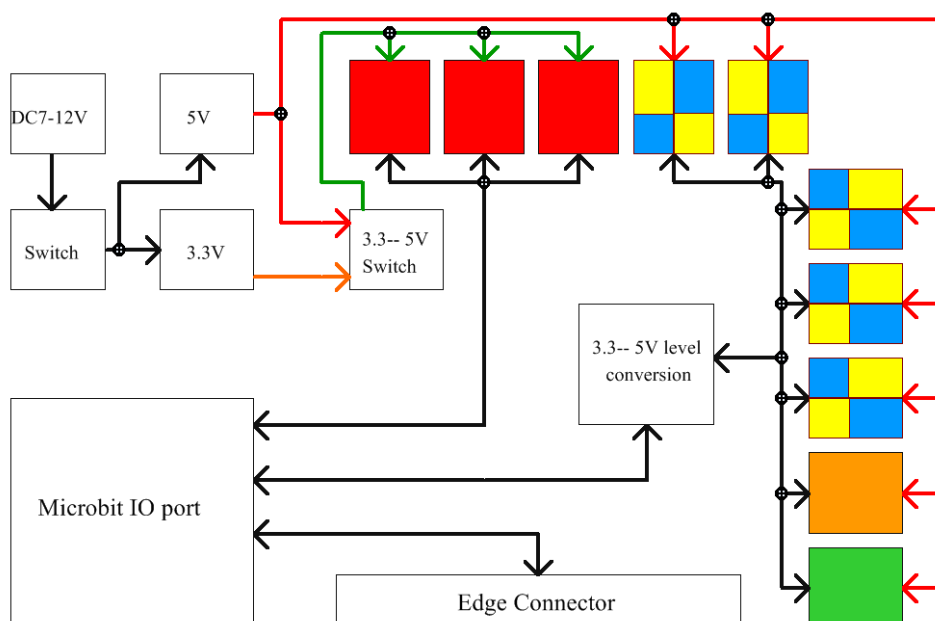 DC7-12V
5V
Switch
3.3V
3.3-- 5V
Switch
3.3-- 5V level
conversion
Microbit IO port
Edge Connector